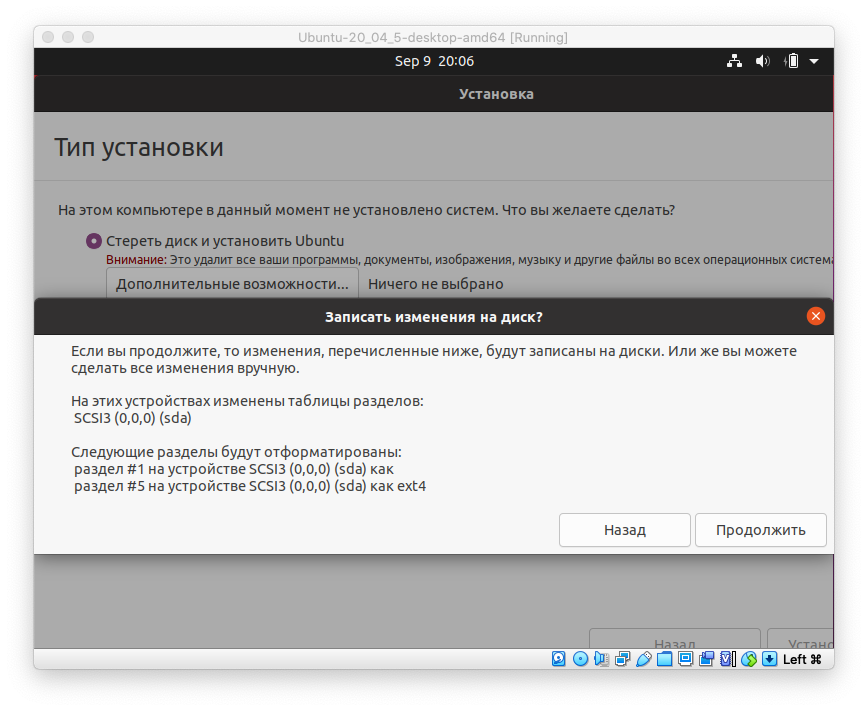 Ubuntu-20_04_5-desktop-amd64 [Running]
Sep 9 20:06
Установка
Тип установки
На этом компьютере в данный момент не установлено систем. Что вы желаете сделать?
Стереть диск и установить Ubuntu
Внимание: Это удалит все ваши программы, документы, изображения, музыку и другие файлы во всех операционных система
Дополнительные возможности... Ничего не выбрано
Записать изменения на диск?
Если вы продолжите, то изменения, перечисленные ниже, будут записаны на диски. Или же вы можете
сделать все изменения вручную.
На этих устройствах изменены таблицы разделов:
SCSI3 (0,0,0) (sda)
Следующие разделы будут отформатированы:
раздел #1 на устройстве SCSI3 (0,0,0) (sda) как
раздел #5 на устройстве SCSI3 (0,0,0) (sda) как ext4
Назад Продолжить
Назад Устано
Left ⌘